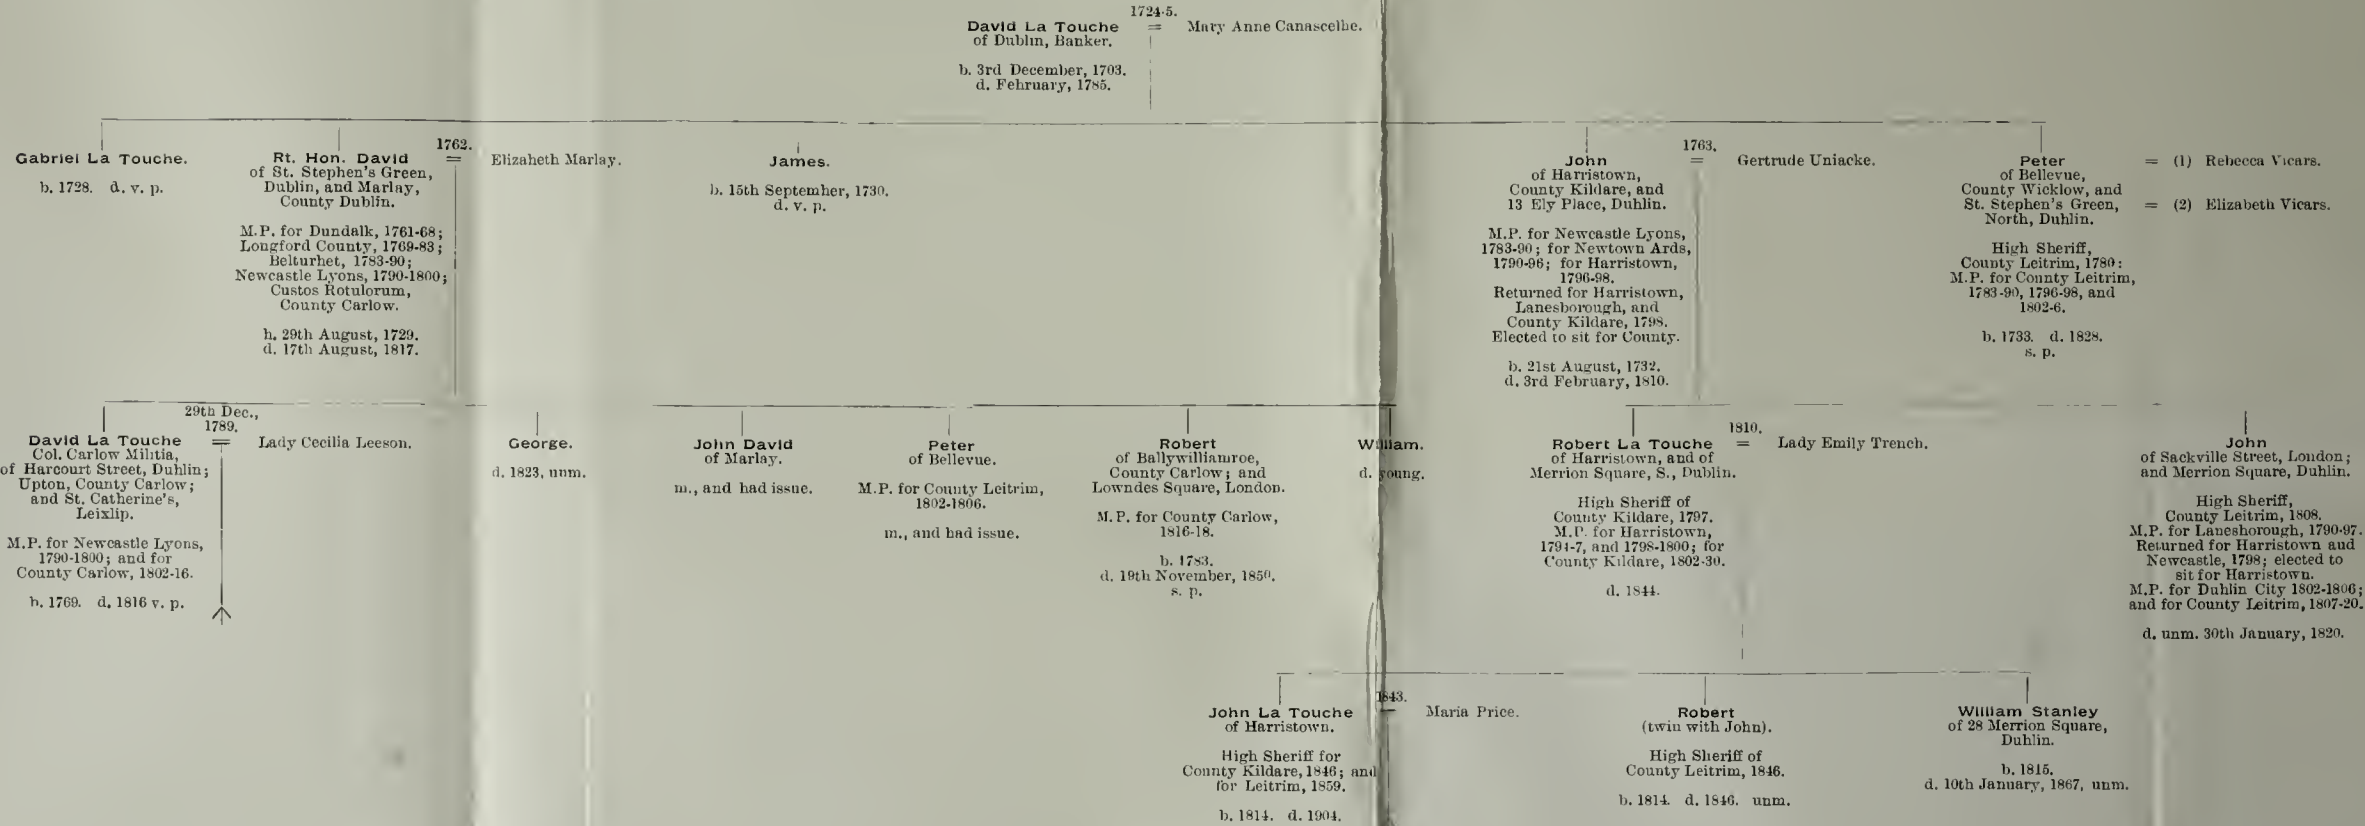 1724-5.
David La Touche = Mary Anne Canascelhe.
of Dublin, Banker.
b. 3rd December, 1703.
d. February, 1785.
Gabriel La Touche.
b. 1728. d. v. p.
1762.
Rt. Hon. David = Elizabeth Marlay.
of St. Stephen's Green,
Dublin, and Marlay,
County Dublin.
M.P. for Dundalk, 1761-68;
Longford County, 1769-83;
Belturbet, 1783-90;
Newcastle Lyons, 1790-1800;
Custos Rotulorum,
County Carlow.
b. 29th August, 1729.
d. 17th August, 1817.
James.
b. 15th September, 1730.
d. v. p.
1763.
John = Gertrude Uniacke.
of Harristown,
County Kildare, and
13 Ely Place, Dublin.
M.P. for Newcastle Lyons,
1783-90; for Newtown Ards,
1790-96; for Harristown,
1796-98.
Returned for Harristown,
Lanesborough, and
County Kildare, 1798.
Elected to sit for County.
b. 21st August, 1732.
d. 3rd February, 1810.
Peter = (1) Rebecca Vicars.
of Bellevue,
County Wicklow, and
St. Stephen's Green, = (2) Elizabeth Vicars.
North, Dublin.
High Sheriff,
County Leitrim, 1780:
M.P. for County Leitrim,
1783-90, 1796-98, and
1802-6.
b. 1733. d. 1828.
s. p.
29th Dec.,
1789.
David La Touche = Lady Cecilia Leeson.
Col. Carlow Militia,
of Harcourt Street, Dublin;
Upton, County Carlow;
and St. Catherine's,
Leixlip.
M.P. for Newcastle Lyons,
1790-1800; and for
County Carlow, 1802-16.
b. 1769. d. 1816 v. p.
George.
d. 1823, unm.
John David
of Marlay.
m., and had issue.
Peter
of Bellevue.
M.P. for County Leitrim,
1802-1806.
m., and had issue.
Robert
of Ballywilliamroe,
County Carlow; and
Lowndes Square, London.
M.P. for County Carlow,
1816-18.
b. 1783.
d. 19th November, 1850.
s. p.
William.
d. young.
1810.
Robert La Touche = Lady Emily Trench.
of Harristown, and of
Merrion Square, S., Dublin.
High Sheriff of
County Kildare, 1797.
M.P. for Harristown,
1794-7, and 1798-1800; for
County Kildare, 1802-30.
d. 1844.
John
of Sackville Street, London;
and Merrion Square, Dublin.
High Sheriff,
County Leitrim, 1808.
M.P. for Lanesborough, 1790-97.
Returned for Harristown and
Newcastle, 1798; elected to
sit for Harristown.
M.P. for Dublin City 1802-1806;
and for County Leitrim, 1807-20.
d. unm. 30th January, 1820.
1843.
John La Touche = Maria Price.
of Harristown.
High Sheriff for
County Kildare, 1846; and
for Leitrim, 1859.
b. 1814. d. 1904.
Robert
(twin with John).
High Sheriff of
County Leitrim, 1846.
b. 1814. d. 1846. unm.
William Stanley
of 28 Merrion Square,
Dublin.
b. 1815.
d. 10th January, 1867, unm.